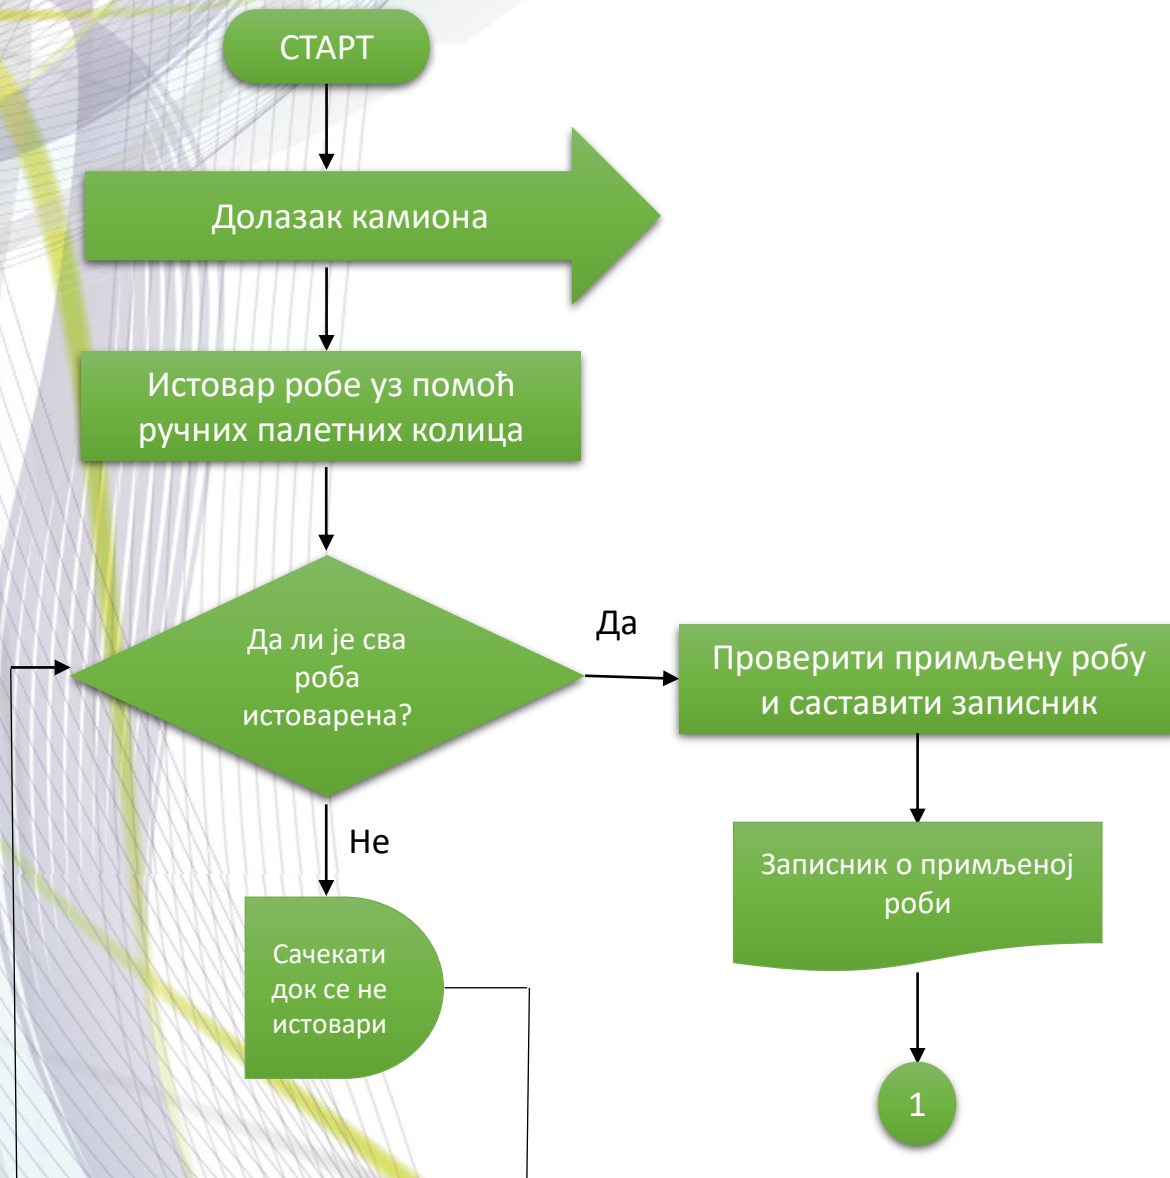 СТАРТ
Долазак камиона
Истовар робе уз помоћ
ручних палетних колица
Да ли је сва
роба
истоварена?
Да
Проверити примљену робу
и саставити записник
Не
Записник о примљеној
роби
Сачекати
док се не
истовари
1